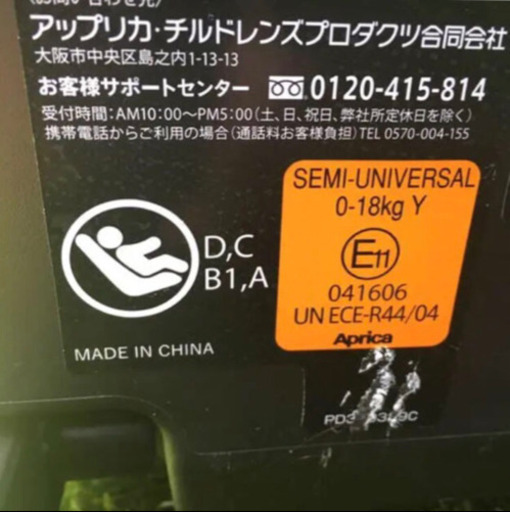 アップリカ・チルドレンズプロダクツ合同会社
大阪市中央区島之内1-13-13
お客様サポートセンター 0120-415-814
受付時間:AM10:00〜PM5:00(土、日、祝日、弊社所定休日を除く)
携帯電話からご利用の場合(通話料お客様負担) TEL 0570-004-155
D,C
B1,A
MADE IN CHINA
SEMI-UNIVERSAL
0-18kg Y
E11
041606
UN ECE-R44/04
Aprica